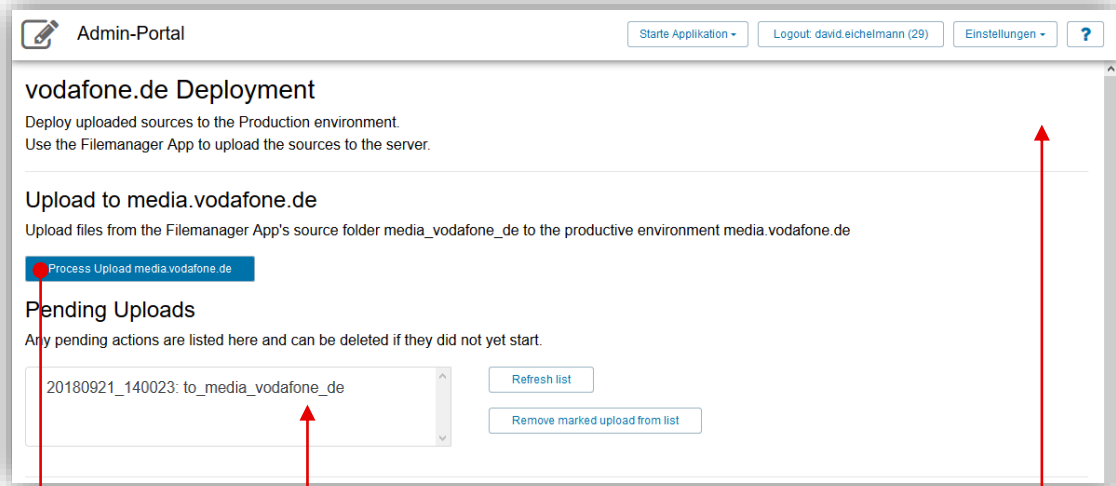 Admin-Portal
Starte Applikation
Logout: david.eichelmann (29)
Einstellungen
?
vodafone.de Deployment
Deploy uploaded sources to the Production environment.
Use the Filemanager App to upload the sources to the server.
Upload to media.vodafone.de
Upload files from the Filemanager App's source folder media_vodafone_de to the productive environment media.vodafone.de
Process Upload media.vodafone.de
Pending Uploads
Any pending actions are listed here and can be deleted if they did not yet start.
20180921_140023: to_media_vodafone_de
Refresh list
Remove marked upload from list